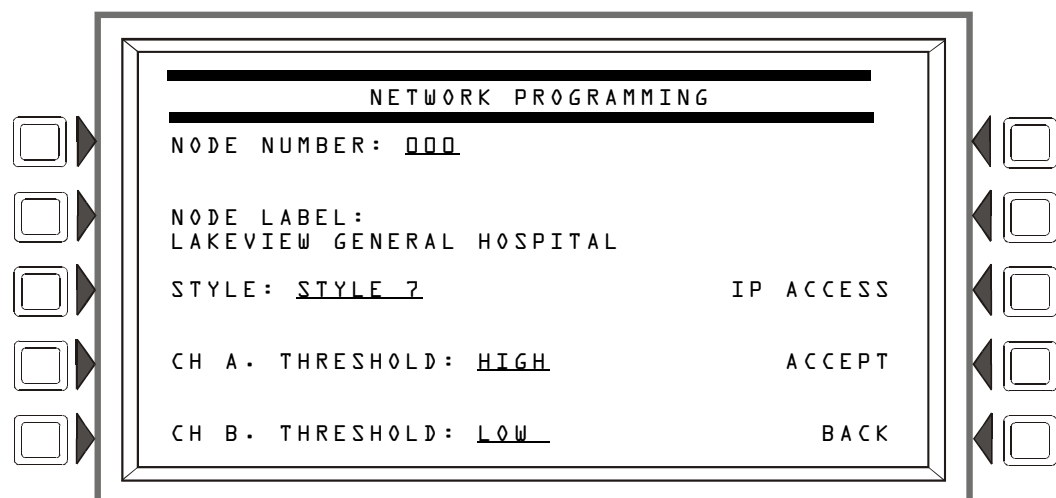 NETWORK PROGRAMMING
NODE NUMBER: 000
NODE LABEL:
LAKEVIEW GENERAL HOSPITAL
STYLE: STYLE 7
IP ACCESS
CH A. THRESHOLD: HIGH
ACCEPT
CH B. THRESHOLD: LOW
BACK